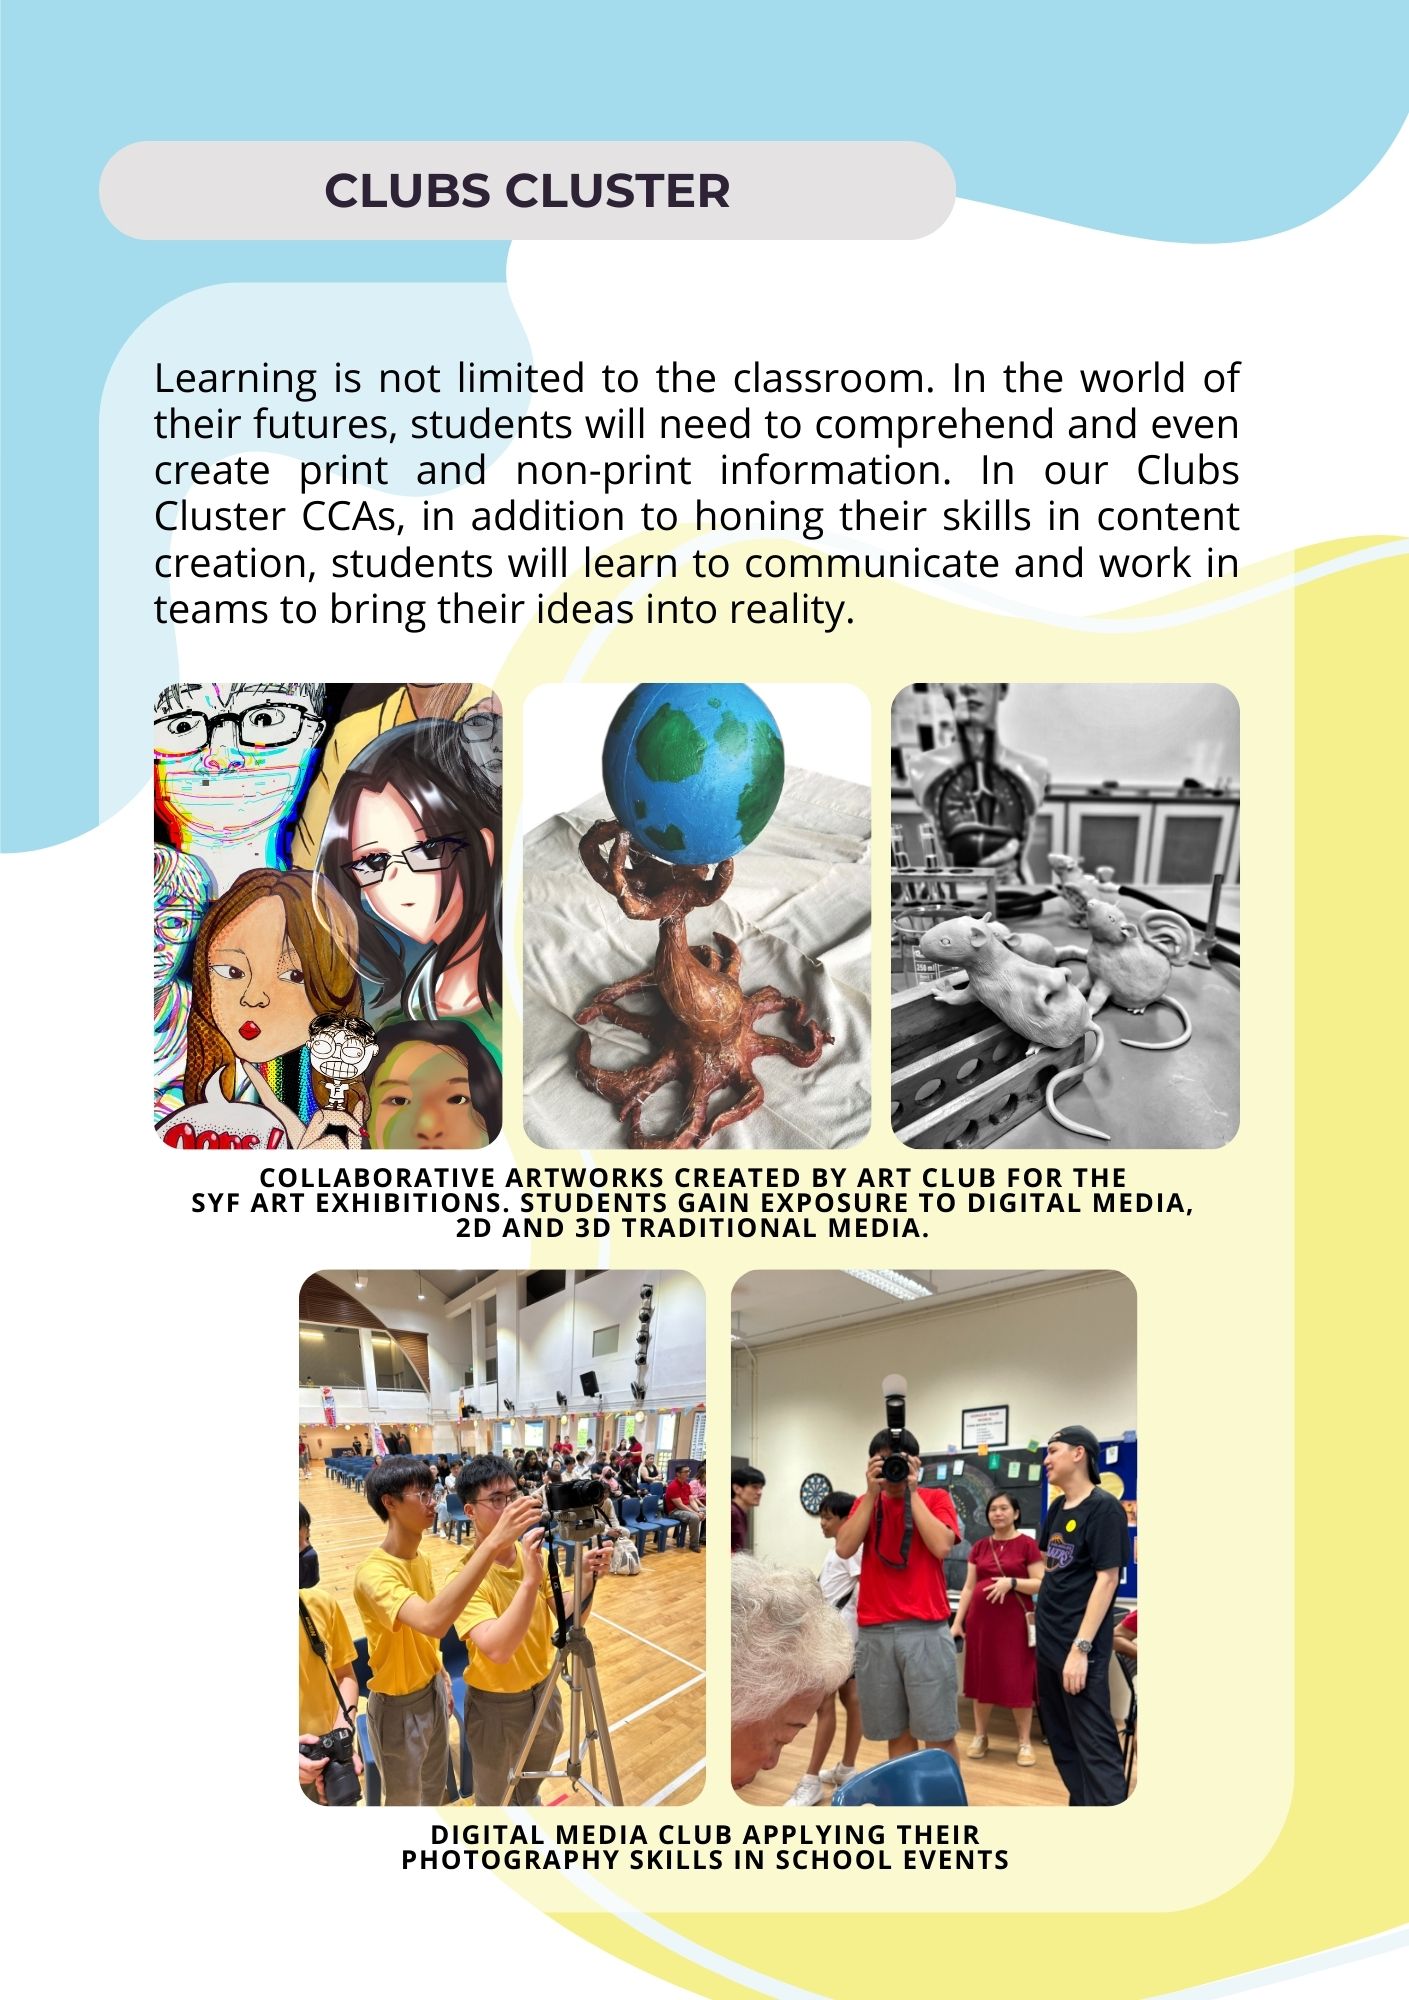 CLUBS CLUSTER
Learning is not limited to the classroom. In the world of
their futures, students will need to comprehend and even
create print and non-print information. In our Clubs
Cluster CCAs, in addition to honing their skills in content
creation, students will learn to communicate and work in
teams to bring their ideas into reality.
Oops!
250 ml
COLLABORATIVE ARTWORKS CREATED BY ART CLUB FOR THE
SYF ART EXHIBITIONS. STUDENTS GAIN EXPOSURE TO DIGITAL MEDIA,
2D AND 3D TRADITIONAL MEDIA.
NIKON
DIGITAL MEDIA CLUB APPLYING THEIR
PHOTOGRAPHY SKILLS IN SCHOOL EVENTS